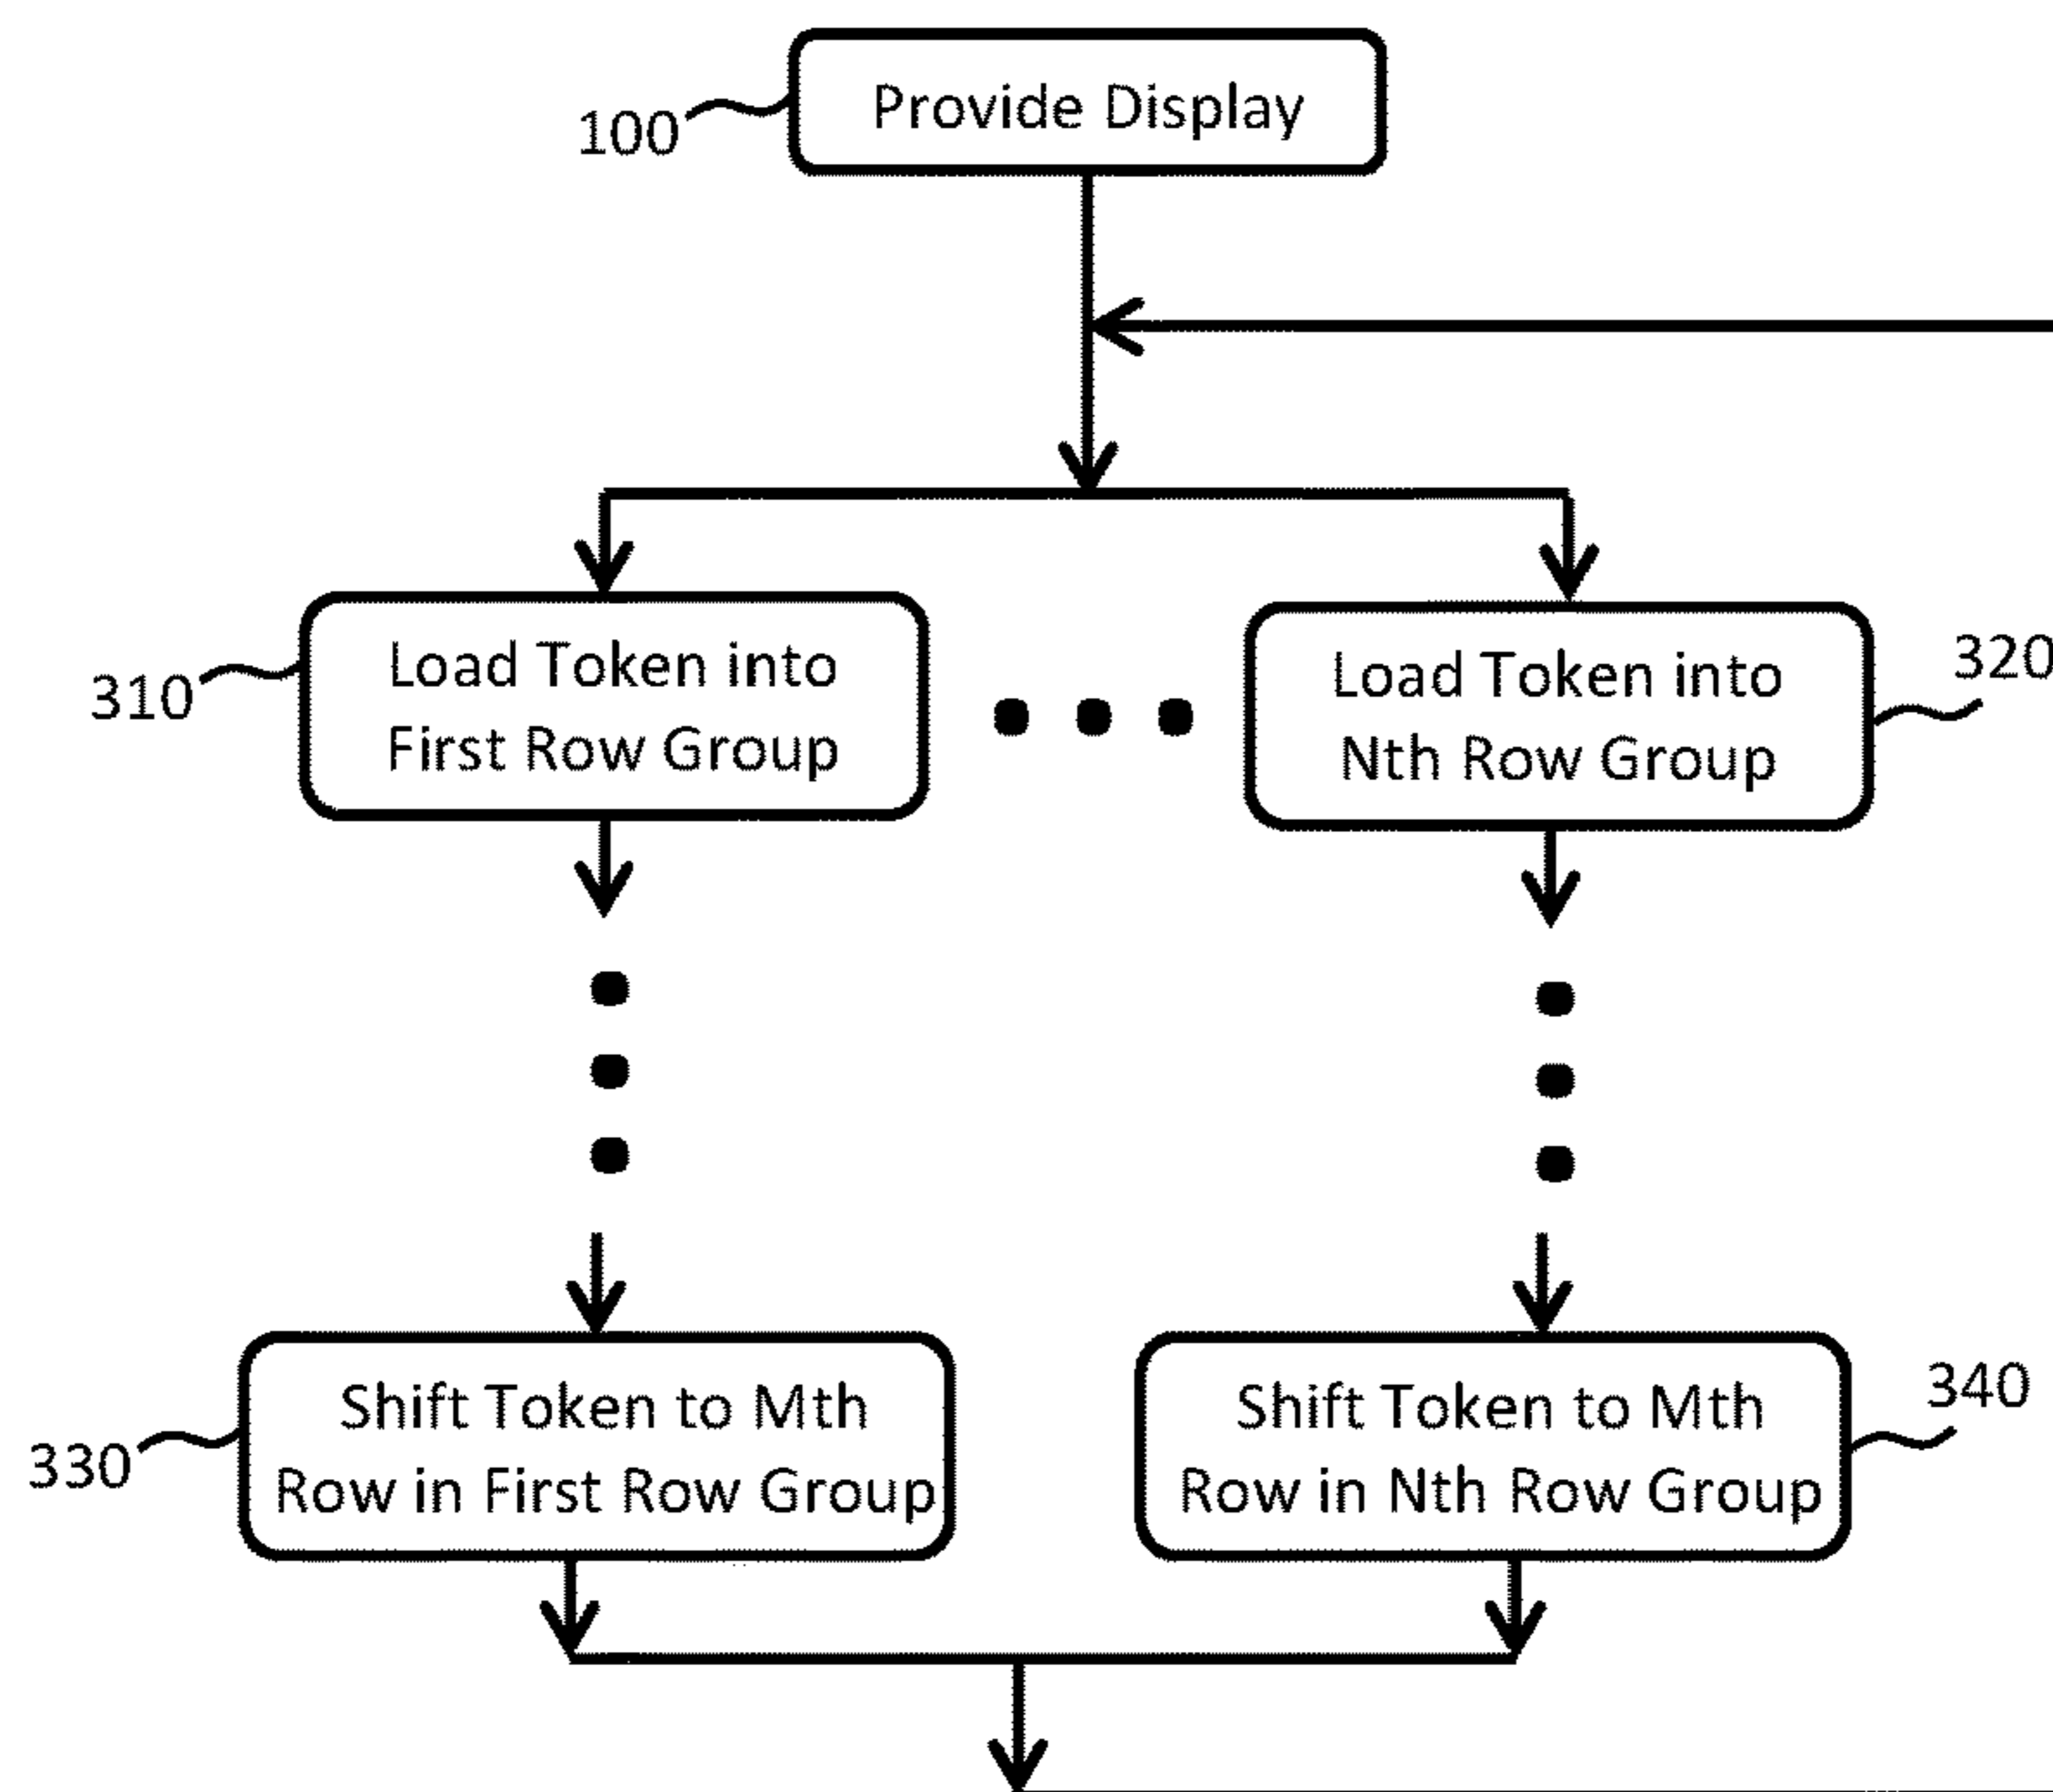 Provide Display
100
Load Token into
First Row Group
310
Load Token into
Nth Row Group
320
Shift Token to Mth
Row in First Row Group
330
Shift Token to Mth
Row in Nth Row Group
340